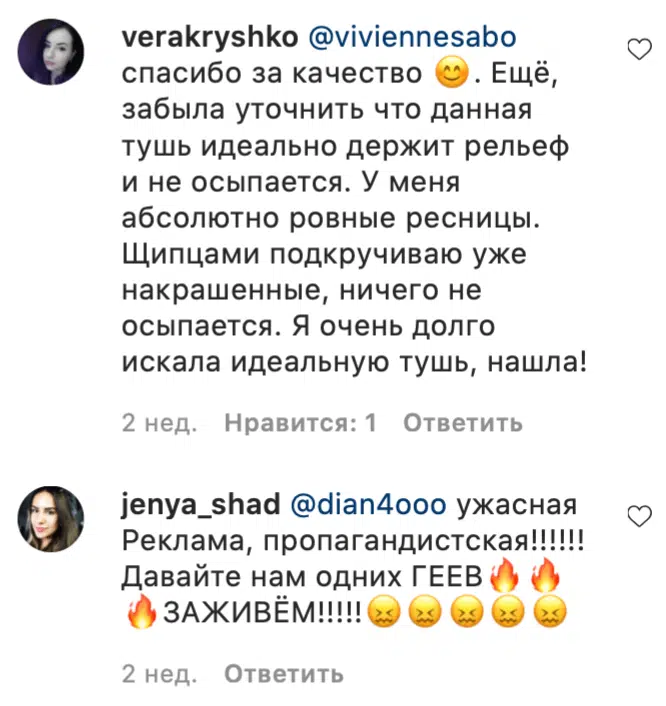 verakryshko @viviennesabo
спасибо за качество 😊. Ещё,
забыла уточнить что данная
тушь идеально держит рельеф
и не осыпается. У меня
абсолютно ровные ресницы.
Щипцами подкручиваю уже
накрашенные, ничего не
осыпается. Я очень долго
искала идеальную тушь, нашла!
2 нед. Нравится: 1 Ответить
jenya_shad @dian4ooo ужасная
Реклама, пропагандистская!!!!!!
Давайте нам одних ГЕЕВ🔥🔥
🔥ЗАЖИВЁМ!!!!!😖😖😖😖😖
2 нед. Ответить